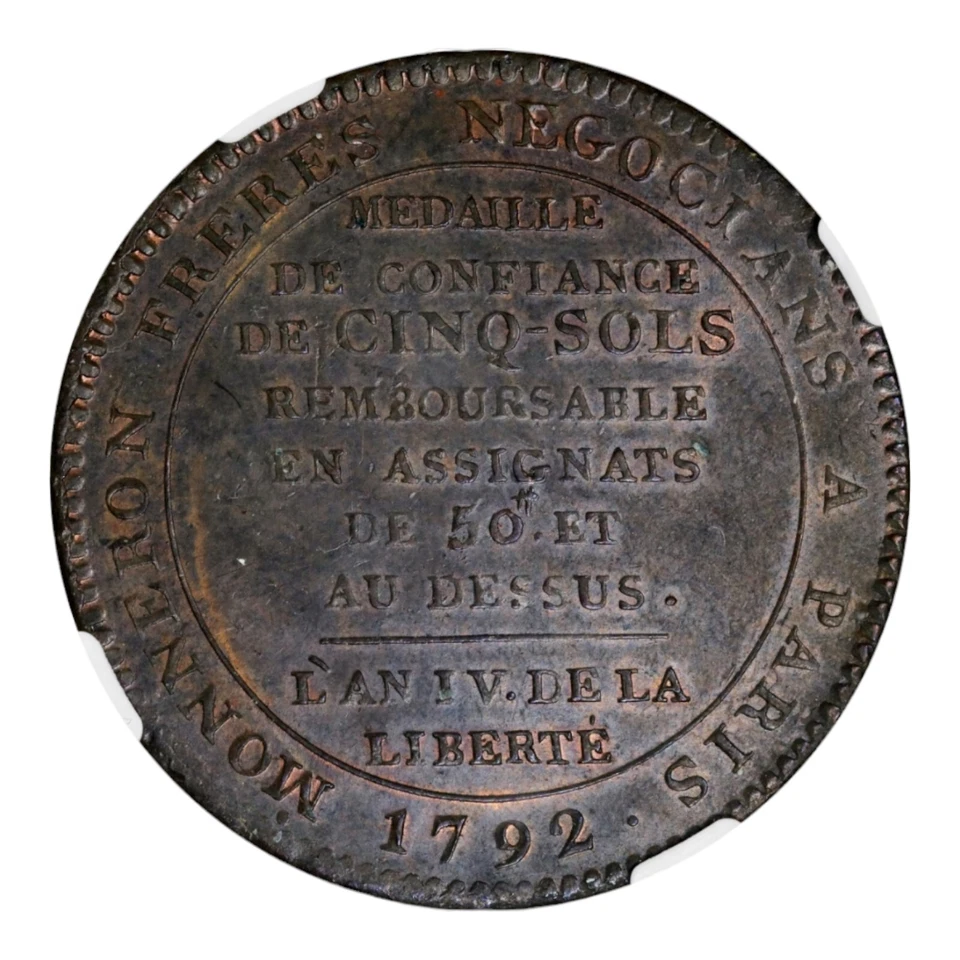 MONNERON FRERES NEGOCIANS A PARIS
MEDAILLE
DE CONFIANCE
DE CINQ-SOLS
REMBOURSABLE
EN ASSIGNATS
DE 50ᵗᵗ. ET
AU DESSUS.
L'AN IV. DE LA
LIBERTÉ
· 1792 ·